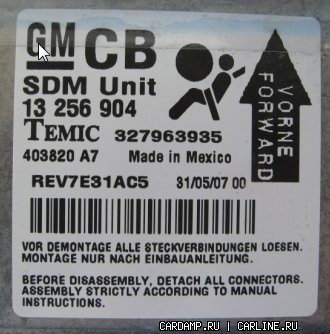 GM CB
SDM Unit
13 256 904
TEMIC 327963935
403820 A7 Made in Mexico
REV7E31AC5 31/05/07 00
VORNE
FORWARD
VOR DEMONTAGE ALLE STECKVERBINDUNGEN LOESEN.
MONTAGE NUR NACH EINBAUANLEITUNG.
BEFORE DISASSEMBLY, DETACH ALL CONNECTORS.
ASSEMBLY STRICTLY ACCORDING TO MANUAL
INSTRUCTIONS.
CARDAMP.RU | CARLINE.RU